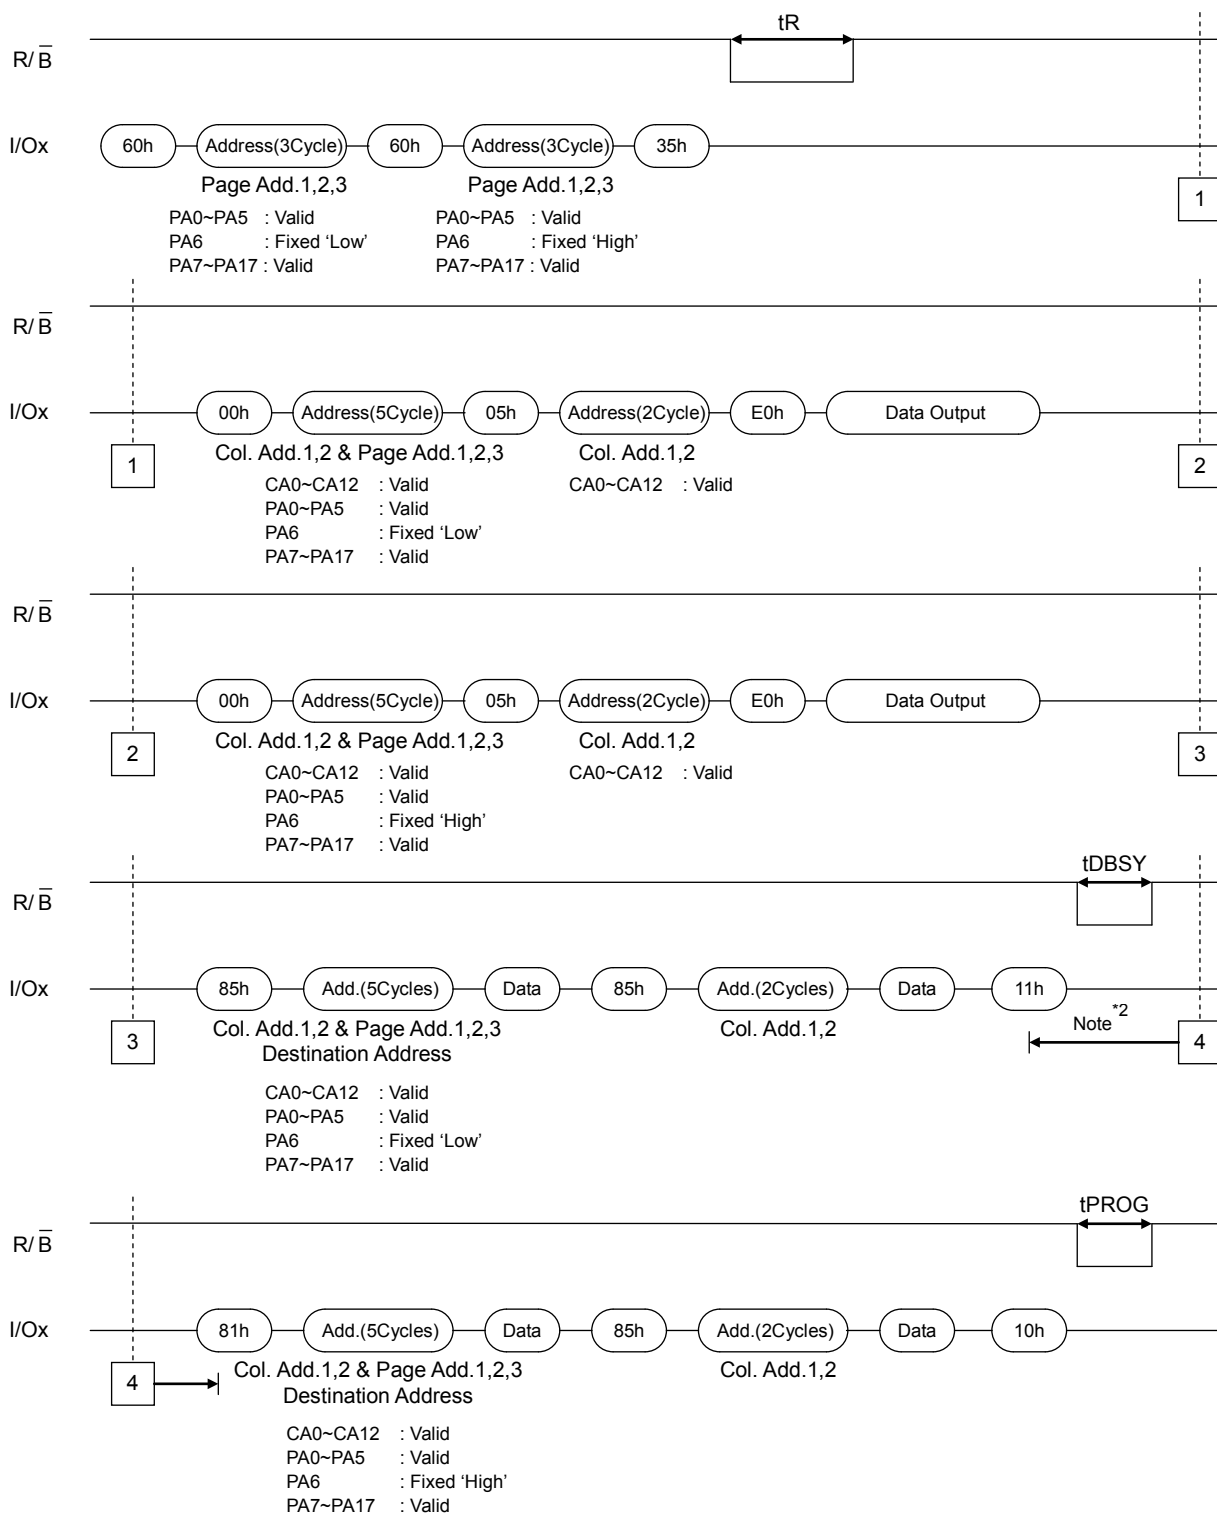 tR
R/B̅
I/Ox 60h Address(3Cycle) 60h Address(3Cycle) 35h
Page Add.1,2,3 Page Add.1,2,3
1
PA0~PA5 : Valid PA0~PA5 : Valid
PA6 : Fixed ‘Low’ PA6 : Fixed ‘High’
PA7~PA17 : Valid PA7~PA17 : Valid
R/B̅
I/Ox 00h Address(5Cycle) 05h Address(2Cycle) E0h Data Output
Col. Add.1,2 & Page Add.1,2,3 Col. Add.1,2
1 2
CA0~CA12 : Valid CA0~CA12 : Valid
PA0~PA5 : Valid
PA6 : Fixed ‘Low’
PA7~PA17 : Valid
R/B̅
I/Ox 00h Address(5Cycle) 05h Address(2Cycle) E0h Data Output
Col. Add.1,2 & Page Add.1,2,3 Col. Add.1,2
2 3
CA0~CA12 : Valid CA0~CA12 : Valid
PA0~PA5 : Valid
PA6 : Fixed ‘High’
PA7~PA17 : Valid
tDBSY
R/B̅
I/Ox 85h Add.(5Cycles) Data 85h Add.(2Cycles) Data 11h
Note*2
Col. Add.1,2 & Page Add.1,2,3 Col. Add.1,2
3 4
Destination Address
CA0~CA12 : Valid
PA0~PA5 : Valid
PA6 : Fixed ‘Low’
PA7~PA17 : Valid
tPROG
R/B̅
I/Ox 81h Add.(5Cycles) Data 85h Add.(2Cycles) Data 10h
Col. Add.1,2 & Page Add.1,2,3 Col. Add.1,2
4
Destination Address
CA0~CA12 : Valid
PA0~PA5 : Valid
PA6 : Fixed ‘High’
PA7~PA17 : Valid